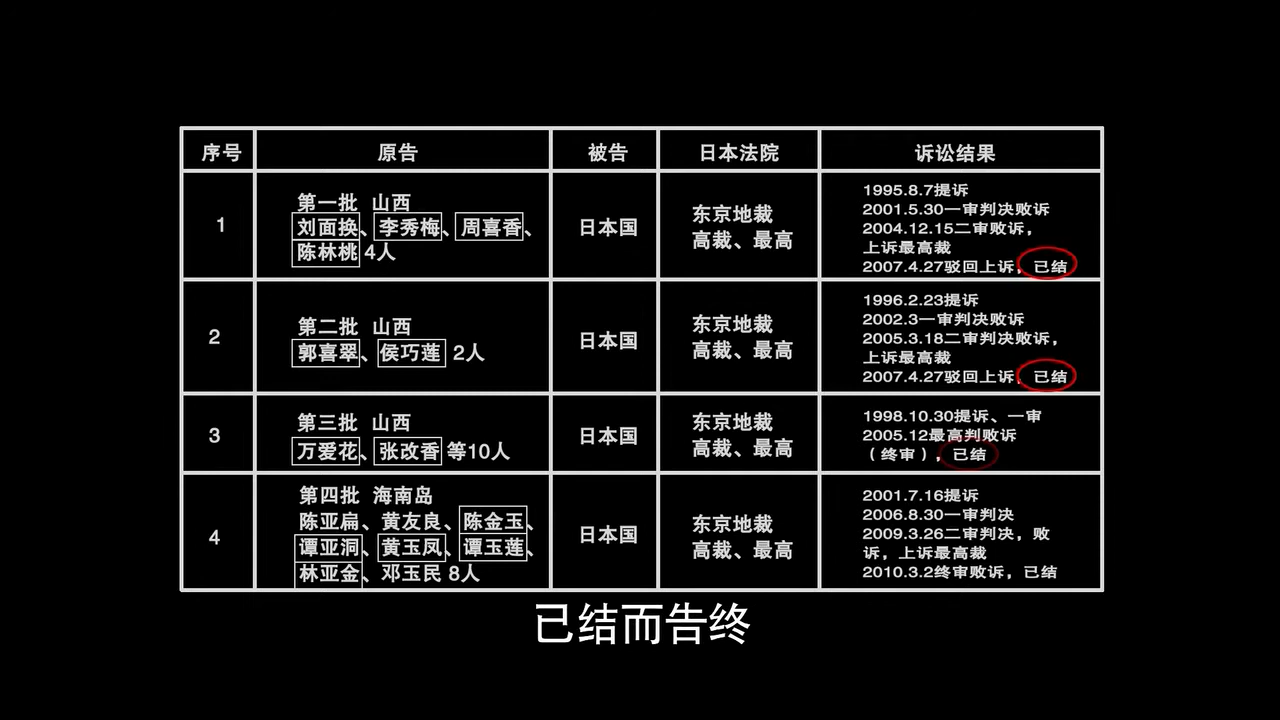 序号 原告 被告 日本法院 诉讼结果
1
第一批 山西
刘面换、李秀梅、周喜香、
陈林桃 4人
日本国
东京地裁
高裁、最高
1995.8.7提诉
2001.5.30一审判决败诉
2004.12.15二审败诉,
上诉最高裁
2007.4.27驳回上诉,已结
2
第二批 山西
郭喜翠、侯巧莲 2人
日本国
东京地裁
高裁、最高
1996.2.23提诉
2002.3一审判决败诉
2005.3.18二审判决败诉,
上诉最高裁
2007.4.27驳回上诉,已结
3
第三批 山西
万爱花、张改香 等10人
日本国
东京地裁
高裁、最高
1998.10.30提诉、一审
2005.12最高判败诉
(终审),已结
4
第四批 海南岛
陈亚扁、黄友良、陈金玉、
谭亚洞、黄玉凤、谭玉莲、
林亚金、邓玉民 8人
日本国
东京地裁
高裁、最高
2001.7.16提诉
2006.8.30一审判决
2009.3.26二审判决,败
诉,上诉最高裁
2010.3.2终审败诉,已结
已结而告终